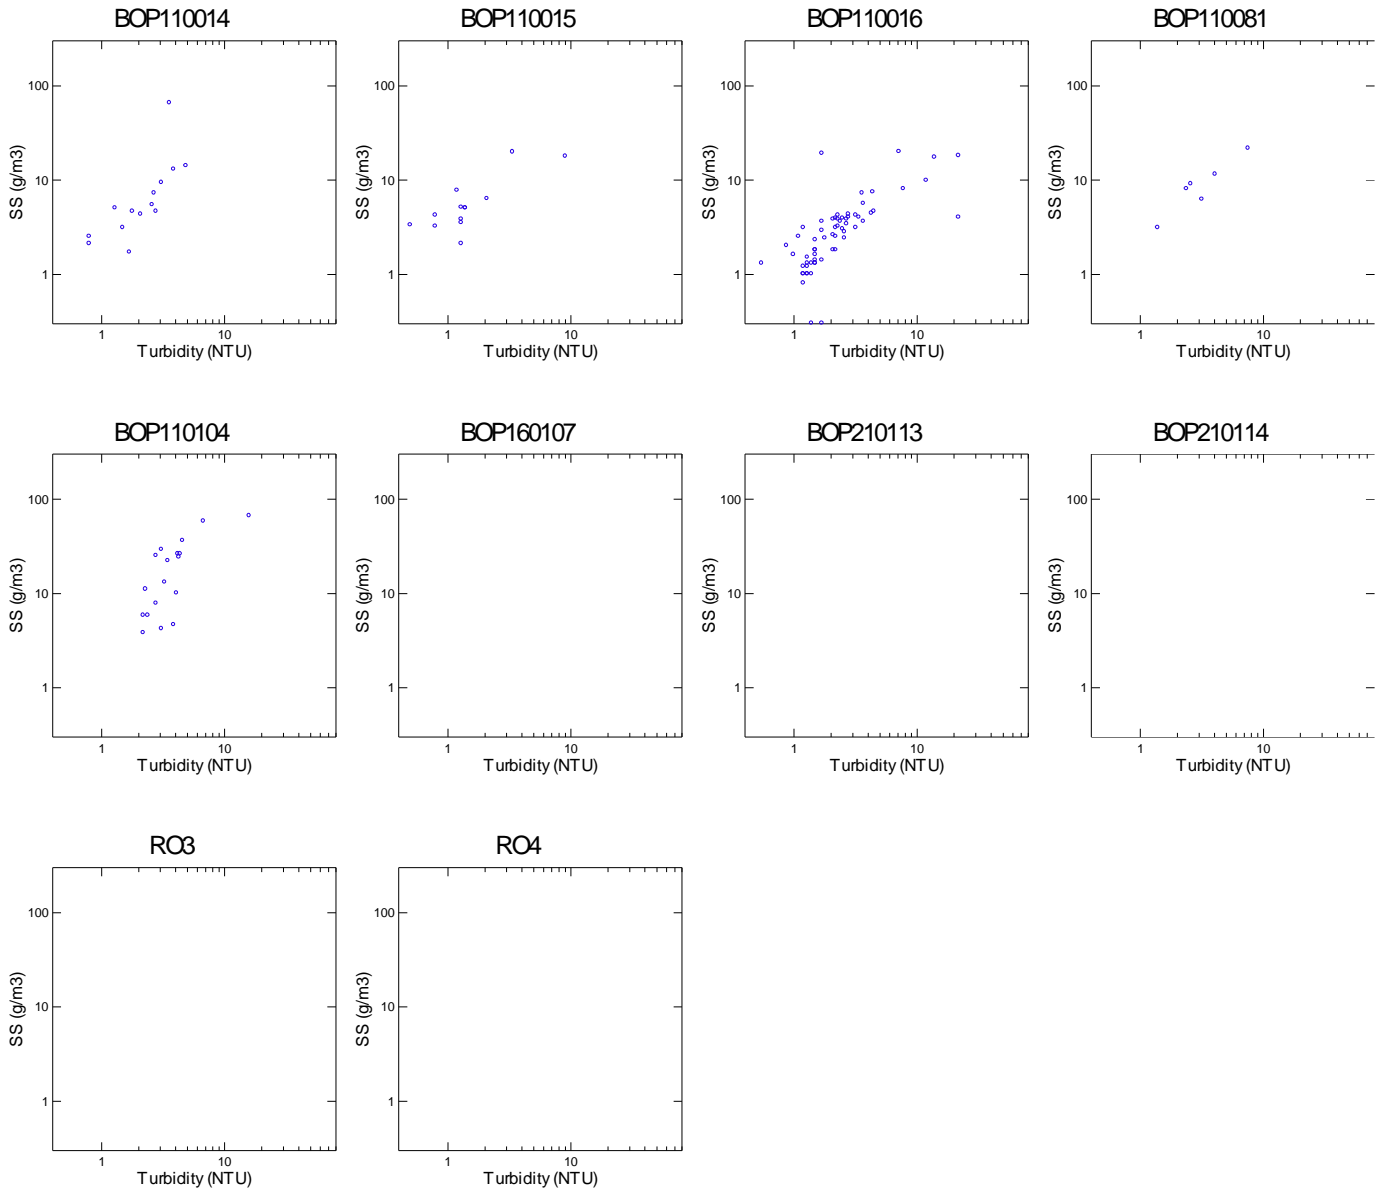 BOP110014 BOP110015 BOP110016 BOP110081
100 100 100 100
SS (g/m3) SS (g/m3) SS (g/m3) SS (g/m3)
10 10 10 10
1 1 1 1
1 10 1 10 1 10 1 10
Turbidity (NTU) Turbidity (NTU) Turbidity (NTU) Turbidity (NTU)
BOP110104 BOP160107 BOP210113 BOP210114
100 100 100 100
SS (g/m3) SS (g/m3) SS (g/m3) SS (g/m3)
10 10 10 10
1 1 1 1
1 10 1 10 1 10 1 10
Turbidity (NTU) Turbidity (NTU) Turbidity (NTU) Turbidity (NTU)
RO3 RO4
100 100
SS (g/m3) SS (g/m3)
10 10
1 1
1 10 1 10
Turbidity (NTU) Turbidity (NTU)